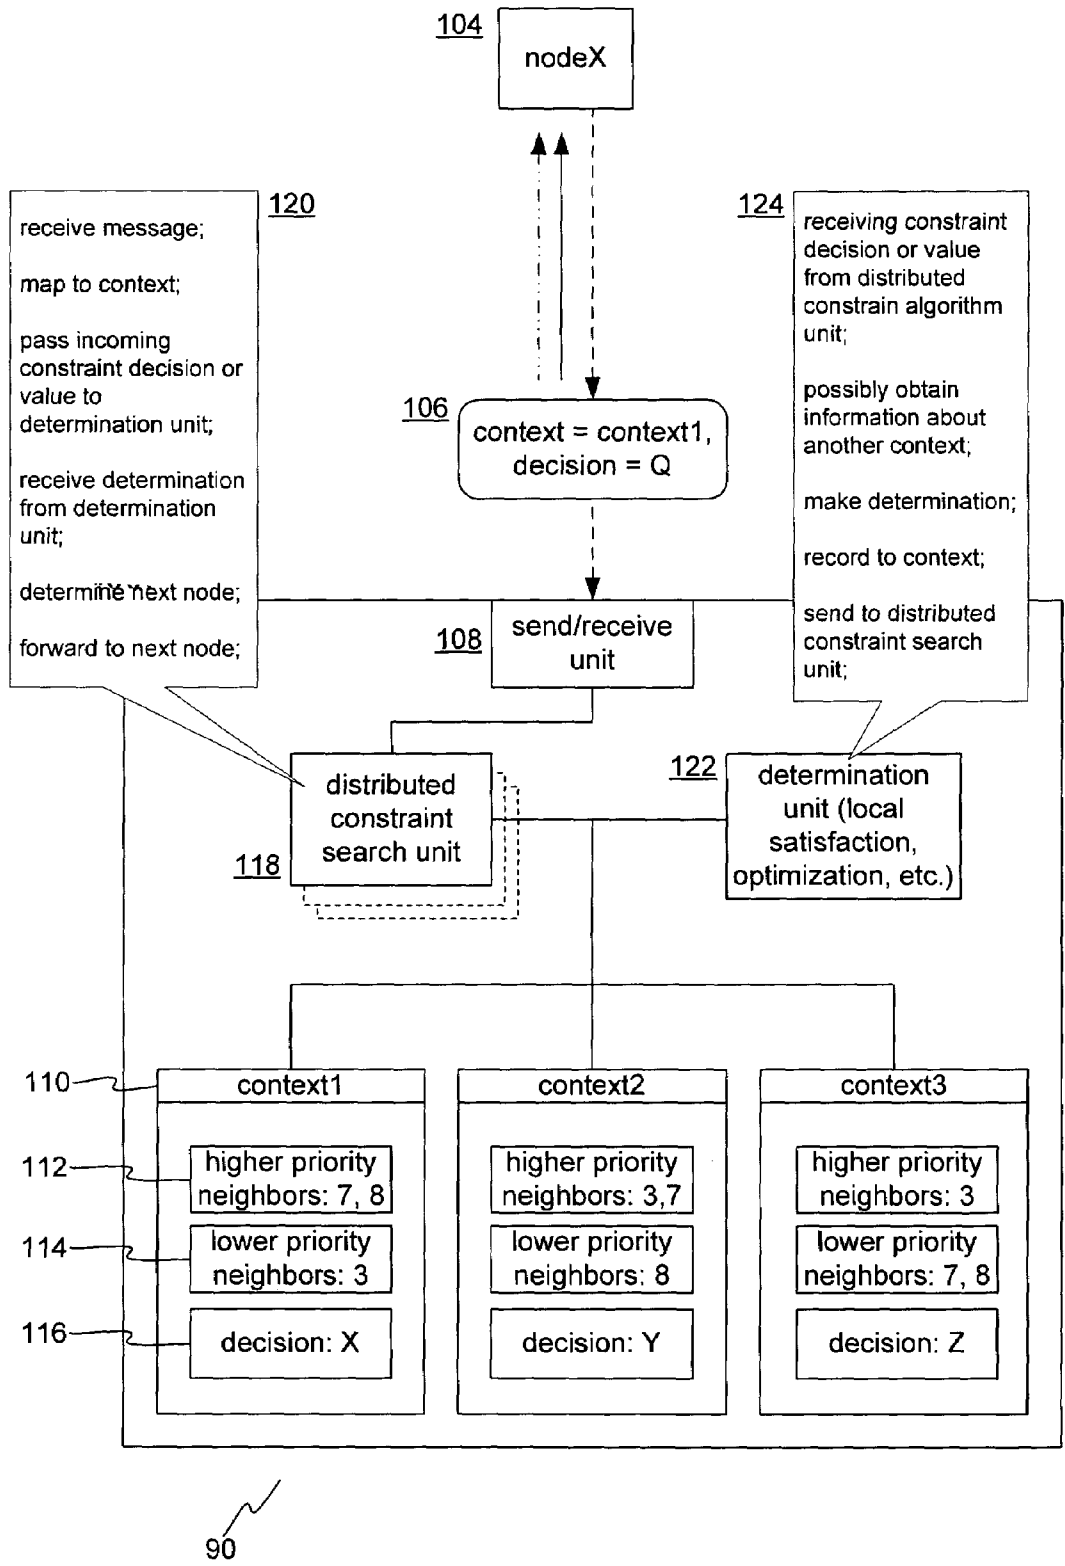 104
nodeX
120
receive message;
map to context;
pass incoming
constraint decision or
value to
determination unit;
receive determination
from determination
unit;
determine next node;
forward to next node;
124
receiving constraint
decision or value
from distributed
constrain algorithm
unit;
possibly obtain
information about
another context;
make determination;
record to context;
send to distributed
constraint search
unit;
106
context = context1,
decision = Q
108
send/receive
unit
distributed
constraint
search unit
118
122
determination
unit (local
satisfaction,
optimization, etc.)
110
context1
112
higher priority
neighbors: 7, 8
114
lower priority
neighbors: 3
116
decision: X
context2
higher priority
neighbors: 3,7
lower priority
neighbors: 8
decision: Y
context3
higher priority
neighbors: 3
lower priority
neighbors: 7, 8
decision: Z
90